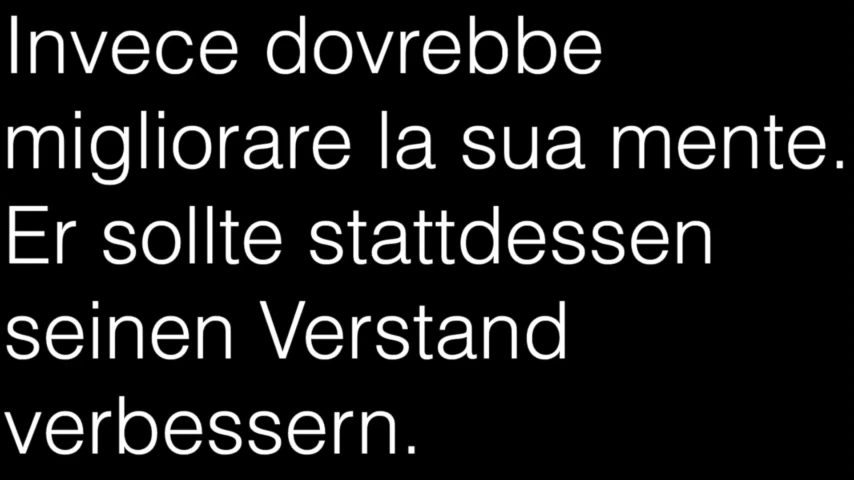 Invece dovrebbe
migliorare la sua mente.
Er sollte stattdessen
seinen Verstand
verbessern.